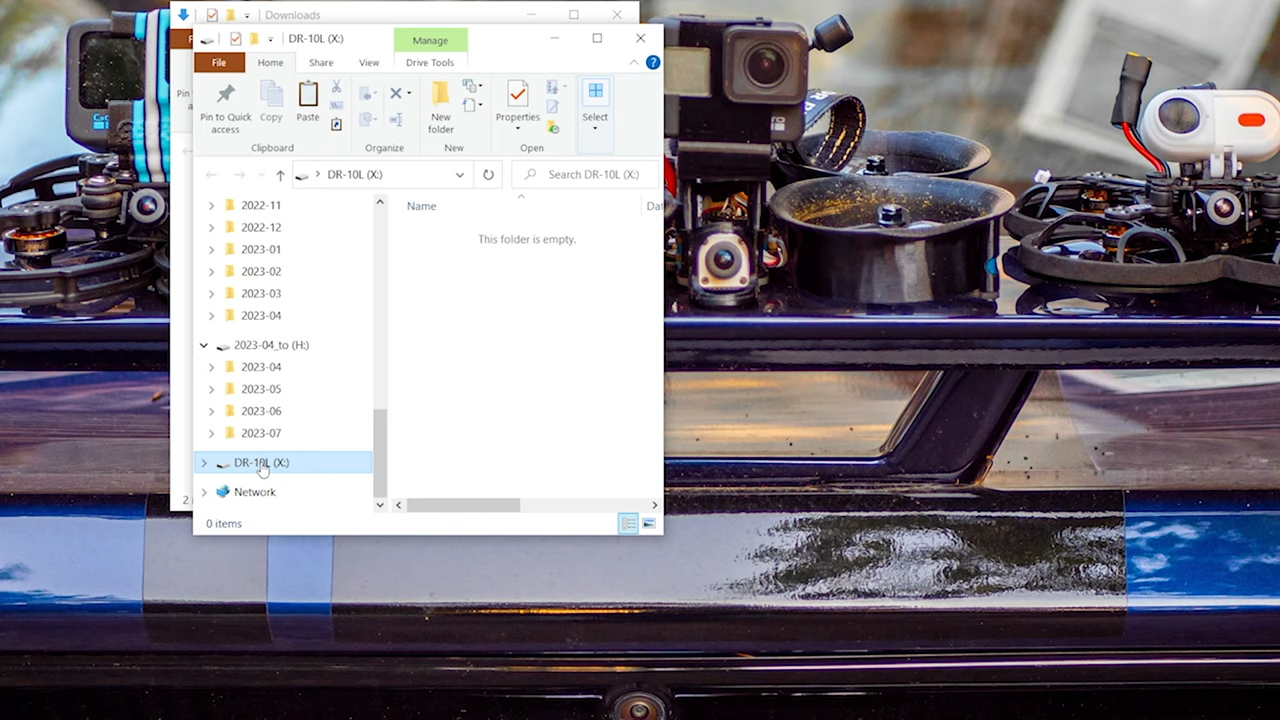 Downloads
DR-10L (X:)
Manage
File
Home
Share
View
Drive Tools
Pin to Quick access
Copy
Paste
New folder
Properties
Select
Clipboard
Organize
New
Open
DR-10L (X:)
Search DR-10L (X:)
2022-11
2022-12
2023-01
2023-02
2023-03
2023-04
2023-04_to (H:)
2023-04
2023-05
2023-06
2023-07
DR-10L (X:)
Network
Name
Dat
This folder is empty.
0 items